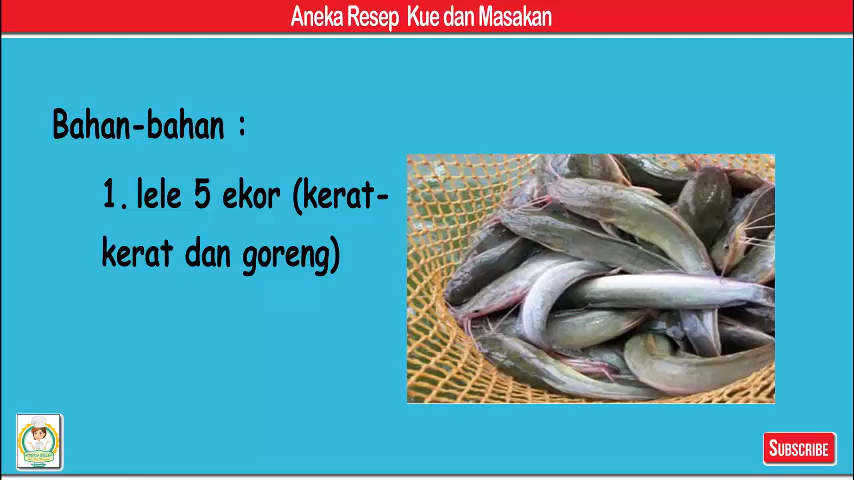 Aneka Resep Kue dan Masakan
Bahan-bahan :
1. lele 5 ekor (kerat-
kerat dan goreng)
SUBSCRIBE